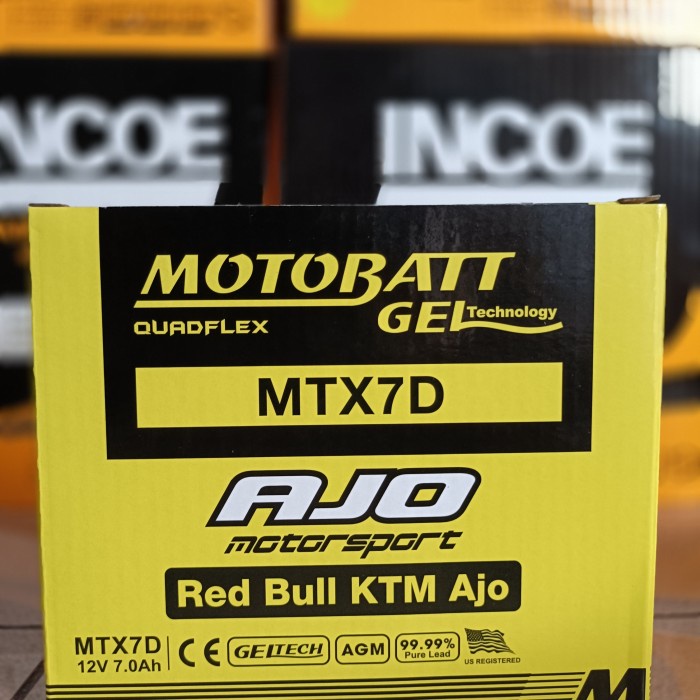 INCOE
INCOE
MOTOBATT
QUADFLEX
GEL Technology
MTX7D
AJO
motorsport
Red Bull KTM Ajo
MTX7D
12V 7.0Ah
CE
GELTECH
AGM
99.99%
Pure Lead
US REGISTERED
M